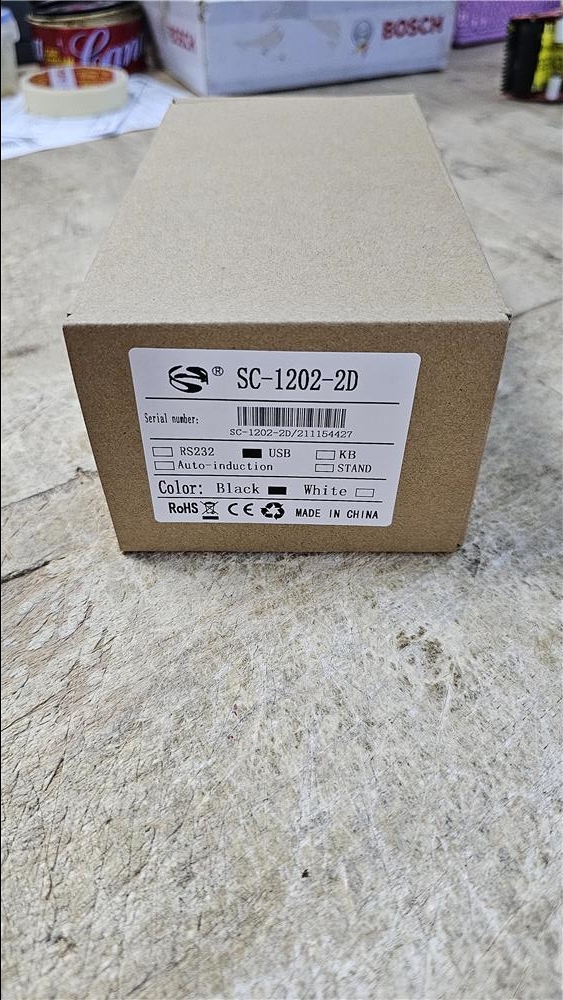 BOSCH
BOSCH
® SC-1202-2D
Serial number:
SC-1202-2D/211154427
RS232 USB KB
Auto-induction STAND
Color: Black White
RoHS CE MADE IN CHINA